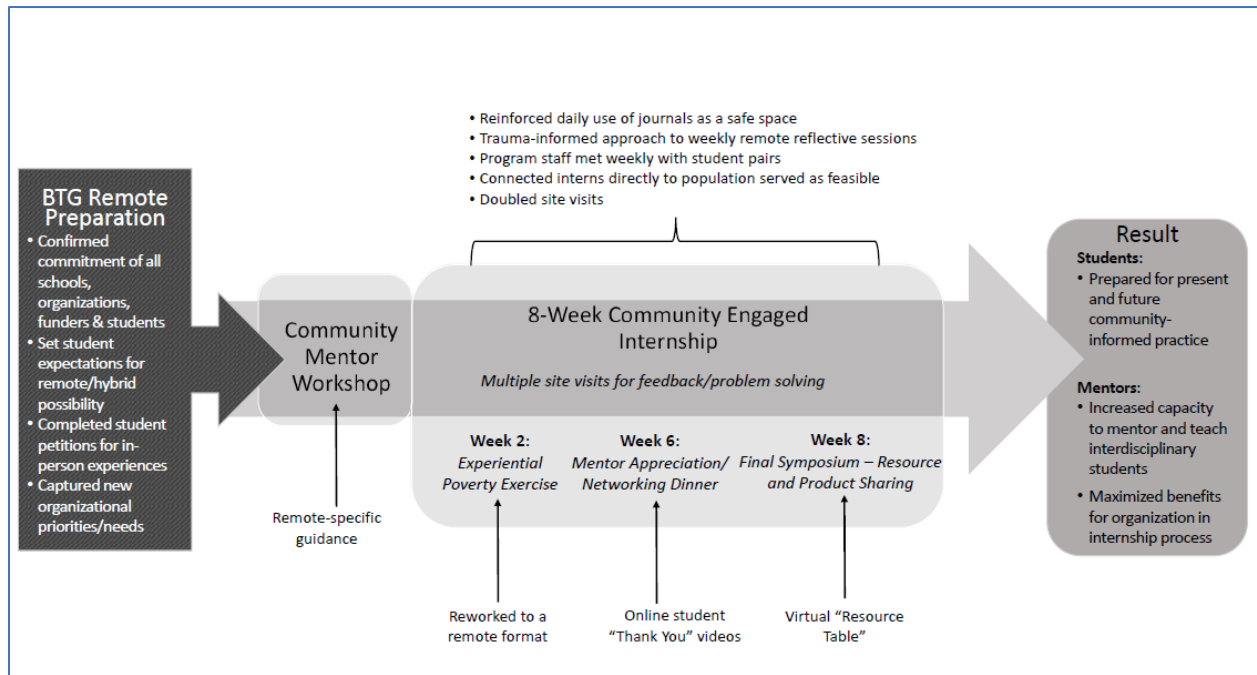 • Reinforced daily use of journals as a safe space
• Trauma-informed approach to weekly remote reflective sessions
• Program staff met weekly with student pairs
• Connected interns directly to population served as feasible
• Doubled site visits
BTG Remote
Preparation
• Confirmed
commitment of all
schools,
organizations,
funders & students
• Set student
expectations for
remote/hybrid
possibility
• Completed student
petitions for in-
person experiences
• Captured new
organizational
priorities/needs
Community
Mentor
Workshop
Remote-specific
guidance
8-Week Community Engaged
Internship
Multiple site visits for feedback/problem solving
Week 2:
Experiential
Poverty Exercise
Reworked to a
remote format
Week 6:
Mentor Appreciation/
Networking Dinner
Online student
“Thank You” videos
Week 8:
Final Symposium – Resource
and Product Sharing
Virtual “Resource
Table”
Result
Students:
• Prepared for present
and future
community-
informed practice
Mentors:
• Increased capacity
to mentor and teach
interdisciplinary
students
• Maximized benefits
for organization in
internship process